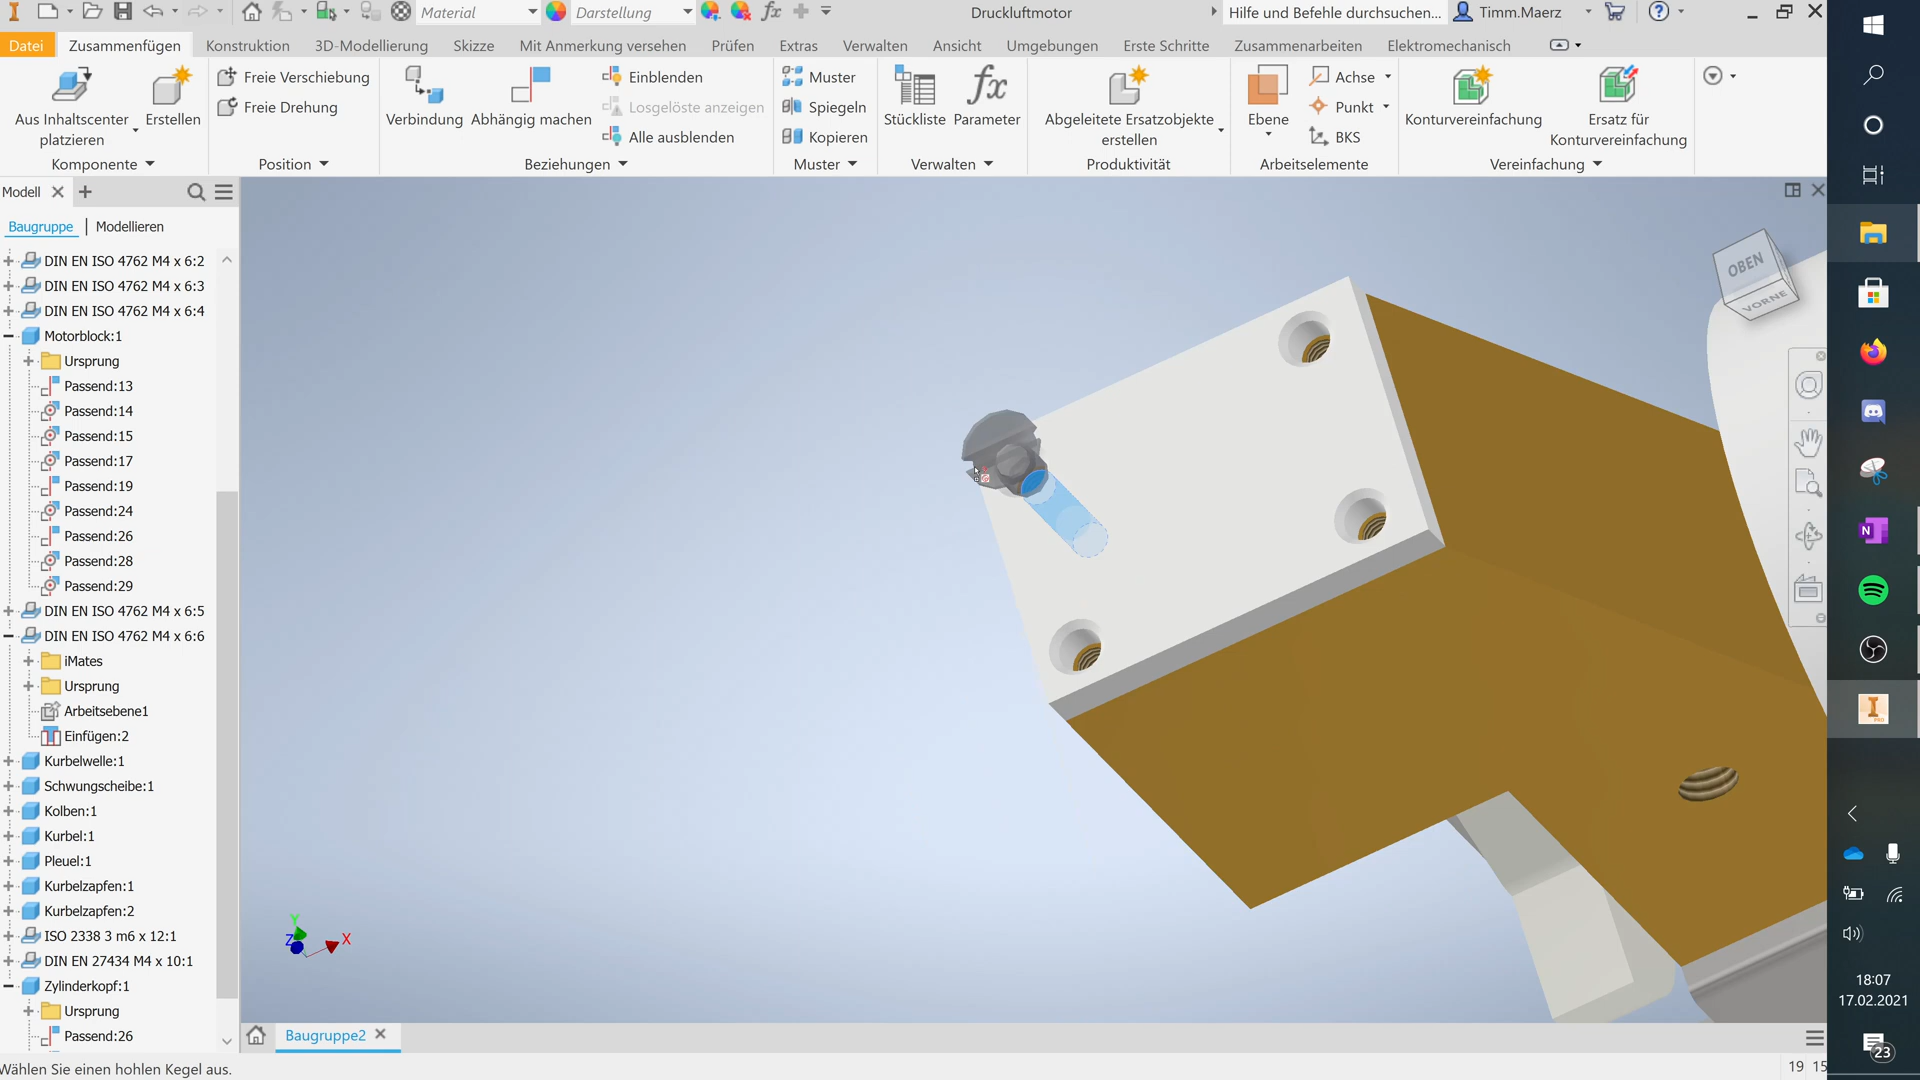 Material
Darstellung
Druckluftmotor
Hilfe und Befehle durchsuchen...
Timm.Maerz
Datei
Zusammenfügen
Konstruktion
3D-Modellierung
Skizze
Mit Anmerkung versehen
Prüfen
Extras
Verwalten
Ansicht
Umgebungen
Erste Schritte
Zusammenarbeiten
Elektromechanisch
Aus Inhaltscenter
platzieren
Erstellen
Freie Verschiebung
Freie Drehung
Verbindung
Abhängig machen
Einblenden
Losgelöste anzeigen
Alle ausblenden
Muster
Spiegeln
Kopieren
Stückliste
fx
Parameter
Abgeleitete Ersatzobjekte
erstellen
Ebene
Achse
Punkt
BKS
Konturvereinfachung
Ersatz für
Konturvereinfachung
Komponente
Position
Beziehungen
Muster
Verwalten
Produktivität
Arbeitselemente
Vereinfachung
Modell
Baugruppe
Modellieren
DIN EN ISO 4762 M4 x 6:2
DIN EN ISO 4762 M4 x 6:3
DIN EN ISO 4762 M4 x 6:4
Motorblock:1
Ursprung
Passend:13
Passend:14
Passend:15
Passend:17
Passend:19
Passend:24
Passend:26
Passend:28
Passend:29
DIN EN ISO 4762 M4 x 6:5
DIN EN ISO 4762 M4 x 6:6
iMates
Ursprung
Arbeitsebene1
Einfügen:2
Kurbelwelle:1
Schwungscheibe:1
Kolben:1
Kurbel:1
Pleuel:1
Kurbelzapfen:1
Kurbelzapfen:2
ISO 2338 3 m6 x 12:1
DIN EN 27434 M4 x 10:1
Zylinderkopf:1
Ursprung
Passend:26
OBEN
VORNE
Y
Z
X
Baugruppe2
Wählen Sie einen hohlen Kegel aus.
19 15
18:07
17.02.2021
23